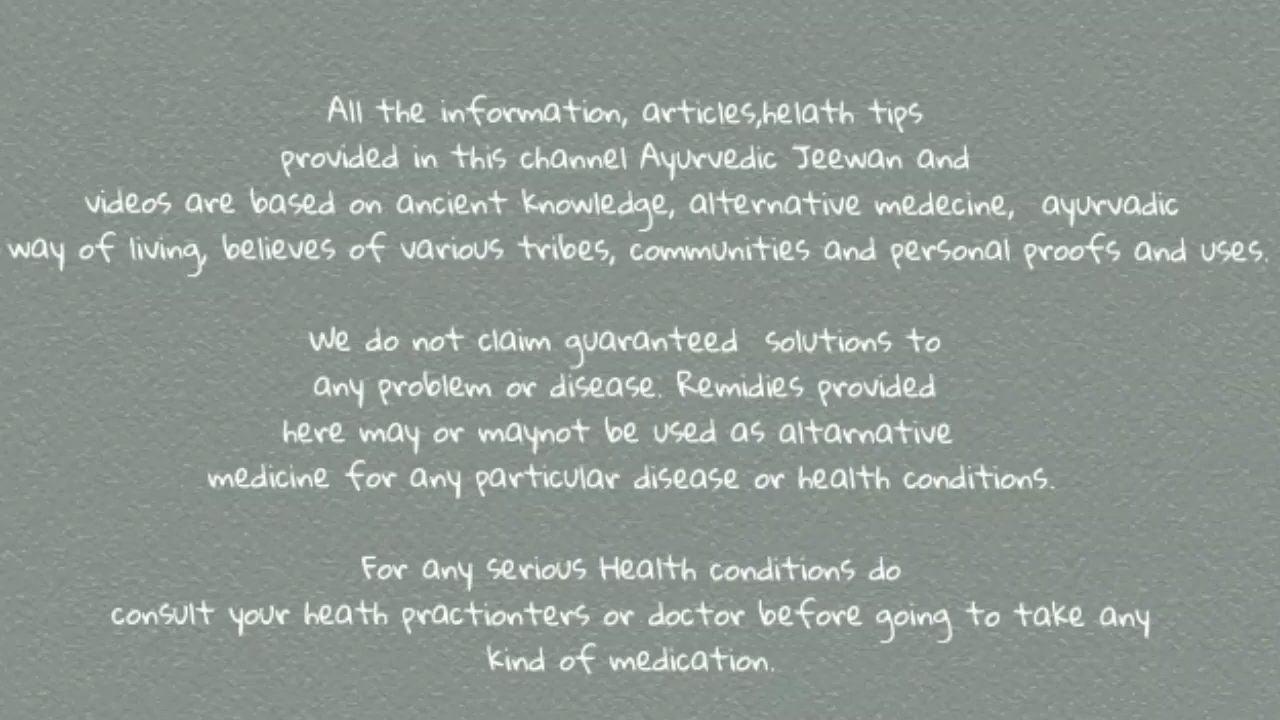 All the information, articles,helath tips
provided in this channel Ayurvedic Jeewan and
videos are based on ancient knowledge, alternative medecine, ayurvadic
way of living, believes of various tribes, communities and personal proofs and uses.
We do not claim guaranteed solutions to
any problem or disease. Remidies provided
here may or maynot be used as altarnative
medicine for any particular disease or health conditions.
For any serious Health conditions do
consult your heath practionters or doctor before going to take any
kind of medication.